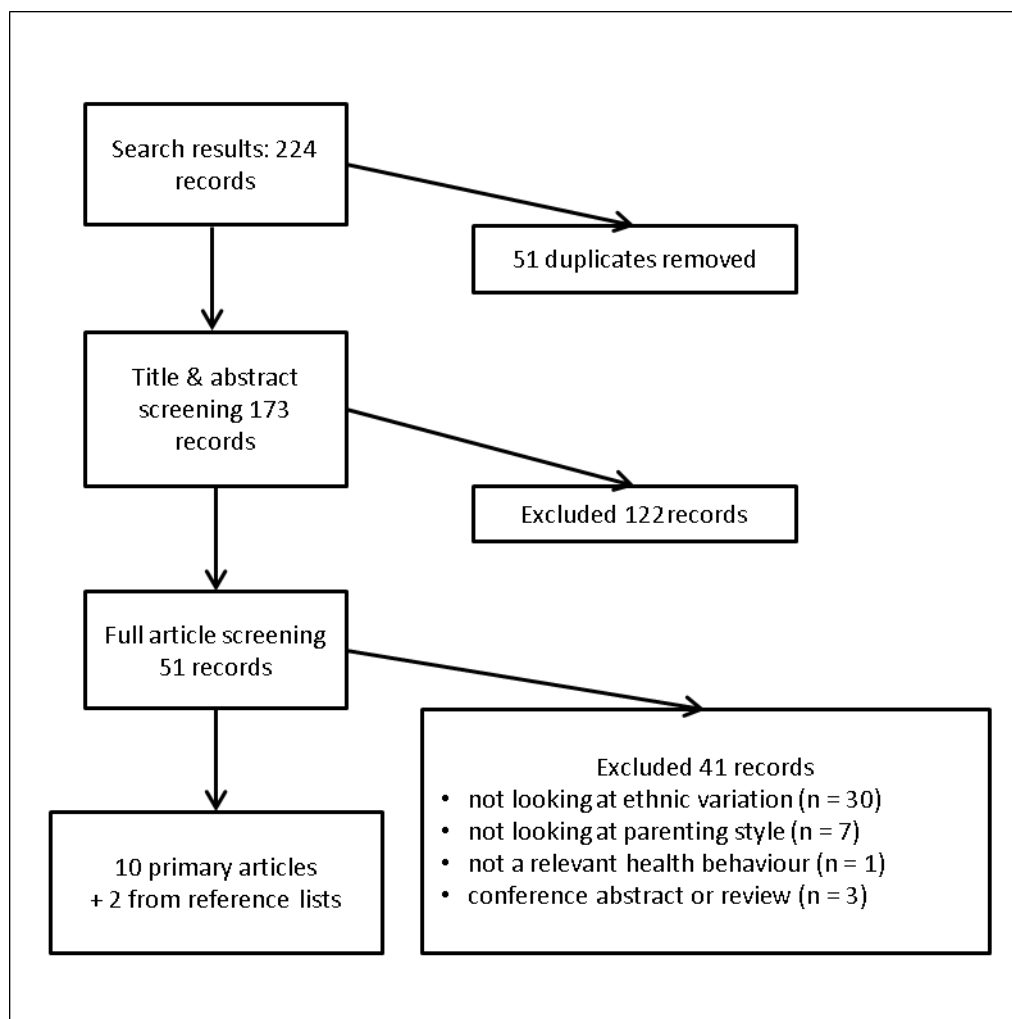 Search results: 224
records
51 duplicates removed
Title & abstract
screening 173
records
Excluded 122 records
Full article screening
51 records
Excluded 41 records
• not looking at ethnic variation (n = 30)
• not looking at parenting style (n = 7)
• not a relevant health behaviour (n = 1)
• conference abstract or review (n = 3)
10 primary articles
+ 2 from reference lists